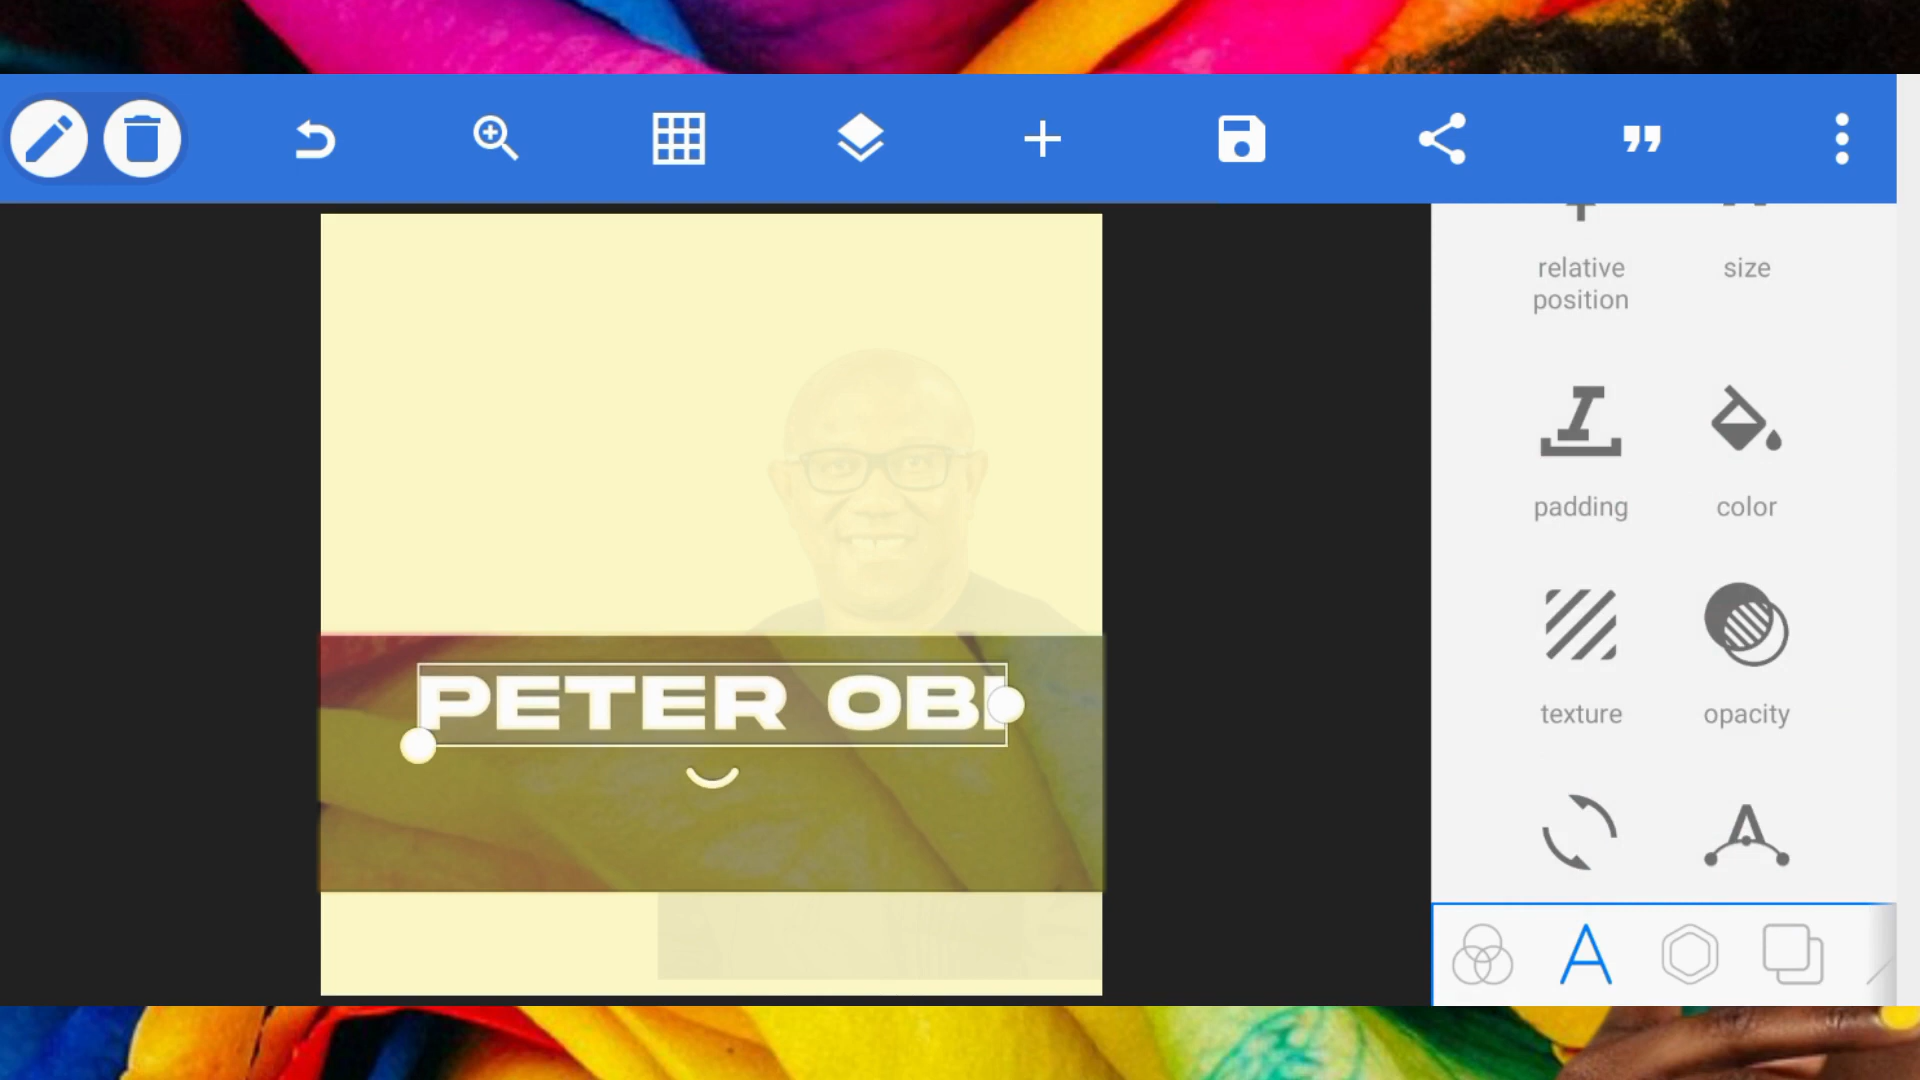 relative
position
size
padding
color
PETER OBI
texture
opacity
A